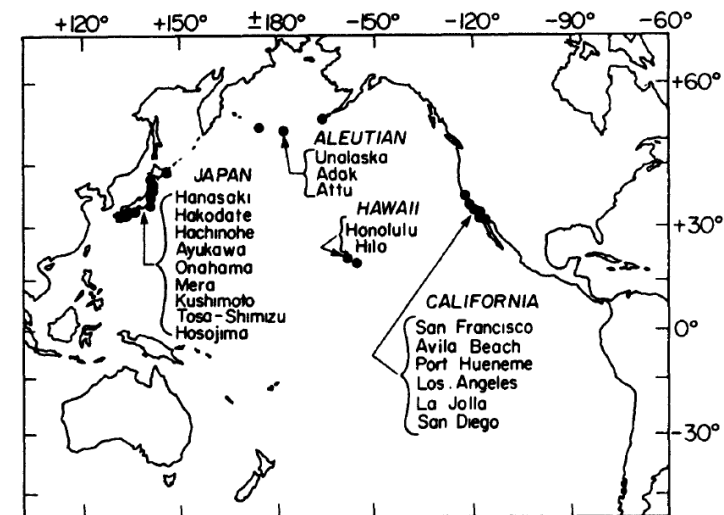 +120° +150° ±180° -150° -120° -90° -60°
+60°
ALEUTIAN
Unalaska
Adak
Attu
JAPAN
Hanasaki
Hakodate
Hachinohe
Ayukawa
Onahama
Mera
Kushimoto
Tosa-Shimizu
Hosojima
HAWAII
Honolulu
Hilo
+30°
CALIFORNIA
San Francisco
Avila Beach
Port Hueneme
Los. Angeles
La Jolla
San Diego
0°
-30°